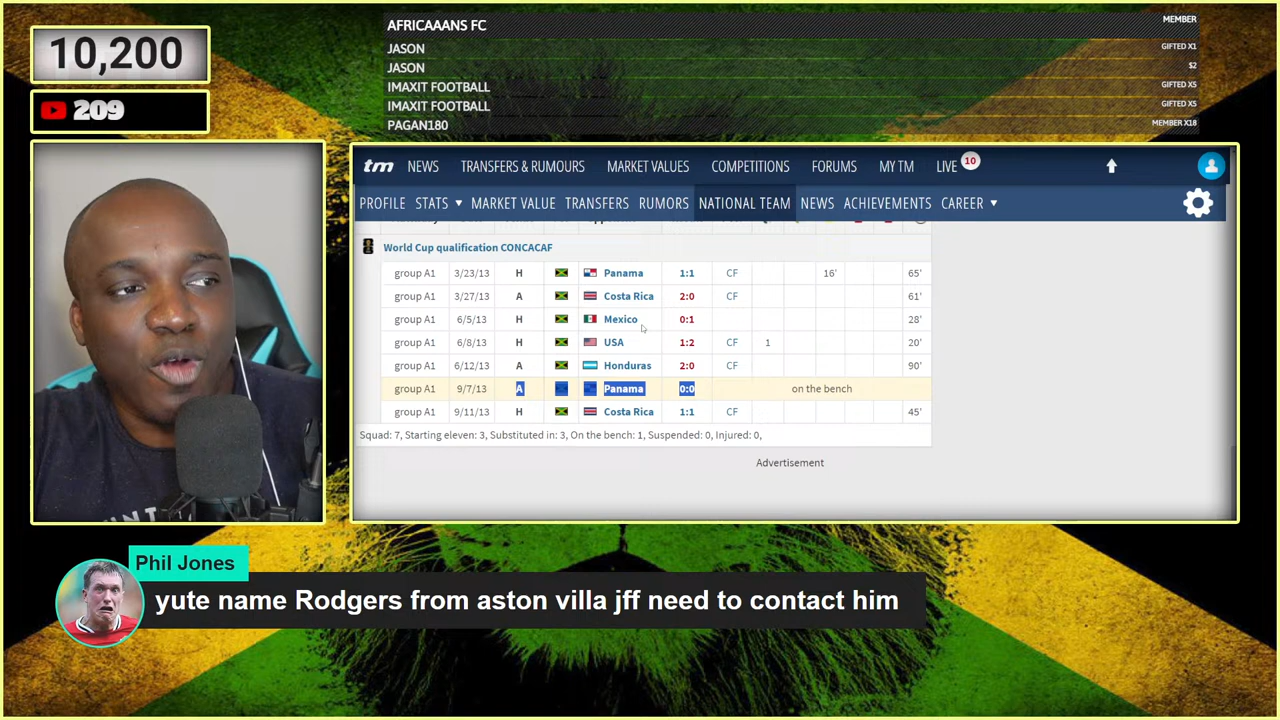 10,200
209
AFRICAAANS FC MEMBER
JASON GIFTED X1
JASON $2
IMAXIT FOOTBALL GIFTED X5
IMAXIT FOOTBALL GIFTED X5
PAGAN180 MEMBER X18
tm NEWS TRANSFERS & RUMOURS MARKET VALUES COMPETITIONS FORUMS MY TM LIVE 10
PROFILE STATS MARKET VALUE TRANSFERS RUMORS NATIONAL TEAM NEWS ACHIEVEMENTS CAREER
World Cup qualification CONCACAF
group A1 3/23/13 H Panama 1:1 CF 16' 65'
group A1 3/27/13 A Costa Rica 2:0 CF 61'
group A1 6/5/13 H Mexico 0:1 28'
group A1 6/8/13 H USA 1:2 CF 1 20'
group A1 6/12/13 A Honduras 2:0 CF 90'
group A1 9/7/13 A Panama 0:0 on the bench
group A1 9/11/13 H Costa Rica 1:1 CF 45'
Squad: 7, Starting eleven: 3, Substituted in: 3, On the bench: 1, Suspended: 0, Injured: 0,
Advertisement
Phil Jones
yute name Rodgers from aston villa jff need to contact him